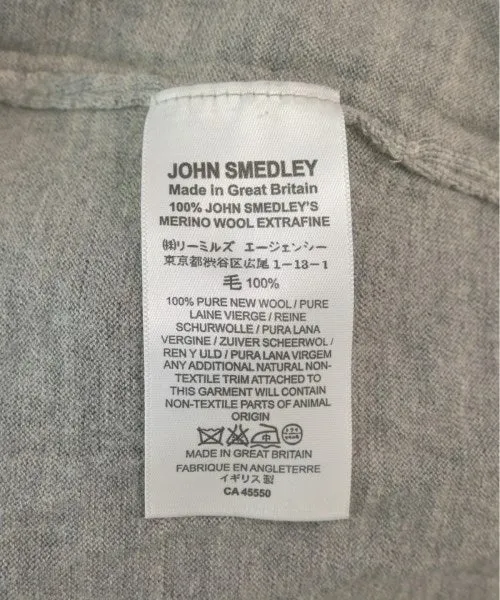 JOHN SMEDLEY
Made in Great Britain
100% JOHN SMEDLEY'S
MERINO WOOL EXTRAFINE
㈱リーミルズ エージェンシー
東京都渋谷区広尾 1-13-1
毛 100%
100% PURE NEW WOOL / PURE
LAINE VIERGE / REINE
SCHURWOLLE / PURA LANA
VERGINE / ZUIVER SCHEERWOL /
REN Y ULD / PURA LANA VIRGEM
ANY ADDITIONAL NATURAL NON-
TEXTILE TRIM ATTACHED TO
THIS GARMENT WILL CONTAIN
NON-TEXTILE PARTS OF ANIMAL
ORIGIN
MADE IN GREAT BRITAIN
FABRIQUE EN ANGLETERRE
イギリス製
CA 45550